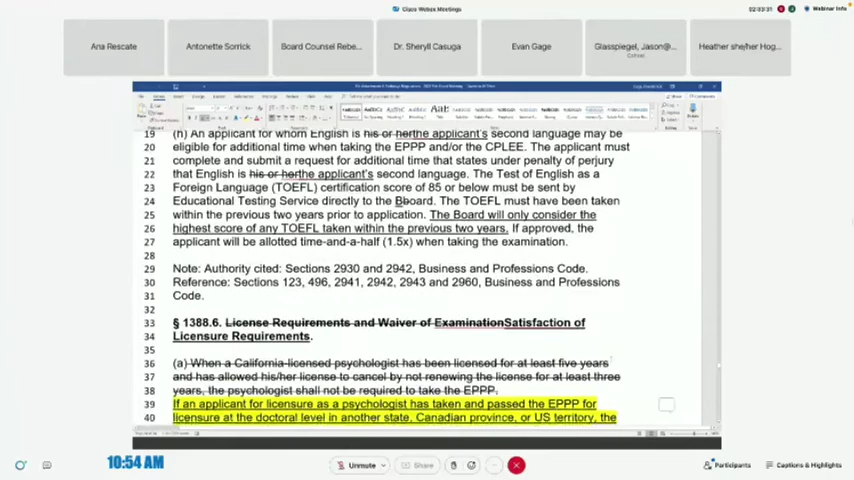 Cisco Webex Meetings
Webinar Info
Ana Rescate
Antonette Sorrick
Board Counsel Rebe...
Dr. Sheryll Casuga
Evan Gage
Glasspiegel, Jason@...
Cohost
Heather she/her Hog...
19 (h) An applicant for whom English is his or herthe applicant's second language may be
20 eligible for additional time when taking the EPPP and/or the CPLEE. The applicant must
21 complete and submit a request for additional time that states under penalty of perjury
22 that English is his or herthe applicant's second language. The Test of English as a
23 Foreign Language (TOEFL) certification score of 85 or below must be sent by
24 Educational Testing Service directly to the Bboard. The TOEFL must have been taken
25 within the previous two years prior to application. The Board will only consider the
26 highest score of any TOEFL taken within the previous two years. If approved, the
27 applicant will be allotted time-and-a-half (1.5x) when taking the examination.
28
29 Note: Authority cited: Sections 2930 and 2942, Business and Professions Code.
30 Reference: Sections 123, 496, 2941, 2942, 2943 and 2960, Business and Professions
31 Code.
32
33 § 1388.6. License Requirements and Waiver of ExaminationSatisfaction of
34 Licensure Requirements.
35
36 (a) When a California-licensed psychologist has been licensed for at least five years
37 and has allowed his/her license to cancel by not renewing the license for at least three
38 years, the psychologist shall not be required to take the EPPP.
39 If an applicant for licensure as a psychologist has taken and passed the EPPP for
40 licensure at the doctoral level in another state, Canadian province, or US territory, the
10:54 AM
Unmute
Share
Participants
Captions & Highlights